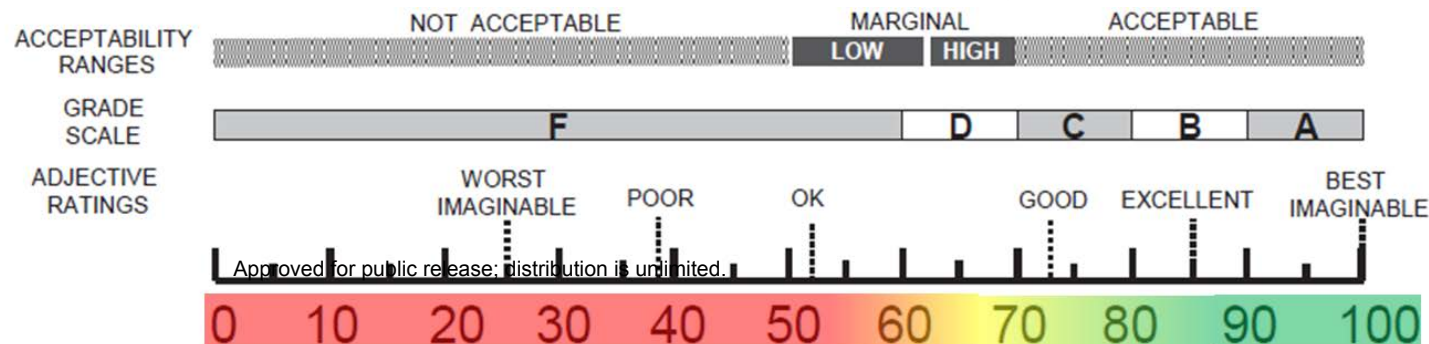 NOT ACCEPTABLE
MARGINAL
ACCEPTABLE
ACCEPTABILITY
RANGES
LOW
HIGH
GRADE
SCALE
F
D
C
B
A
ADJECTIVE
RATINGS
WORST
IMAGINABLE
POOR
OK
GOOD
EXCELLENT
BEST
IMAGINABLE
Approved for public release; distribution is unlimited.
0 10 20 30 40 50 60 70 80 90 100